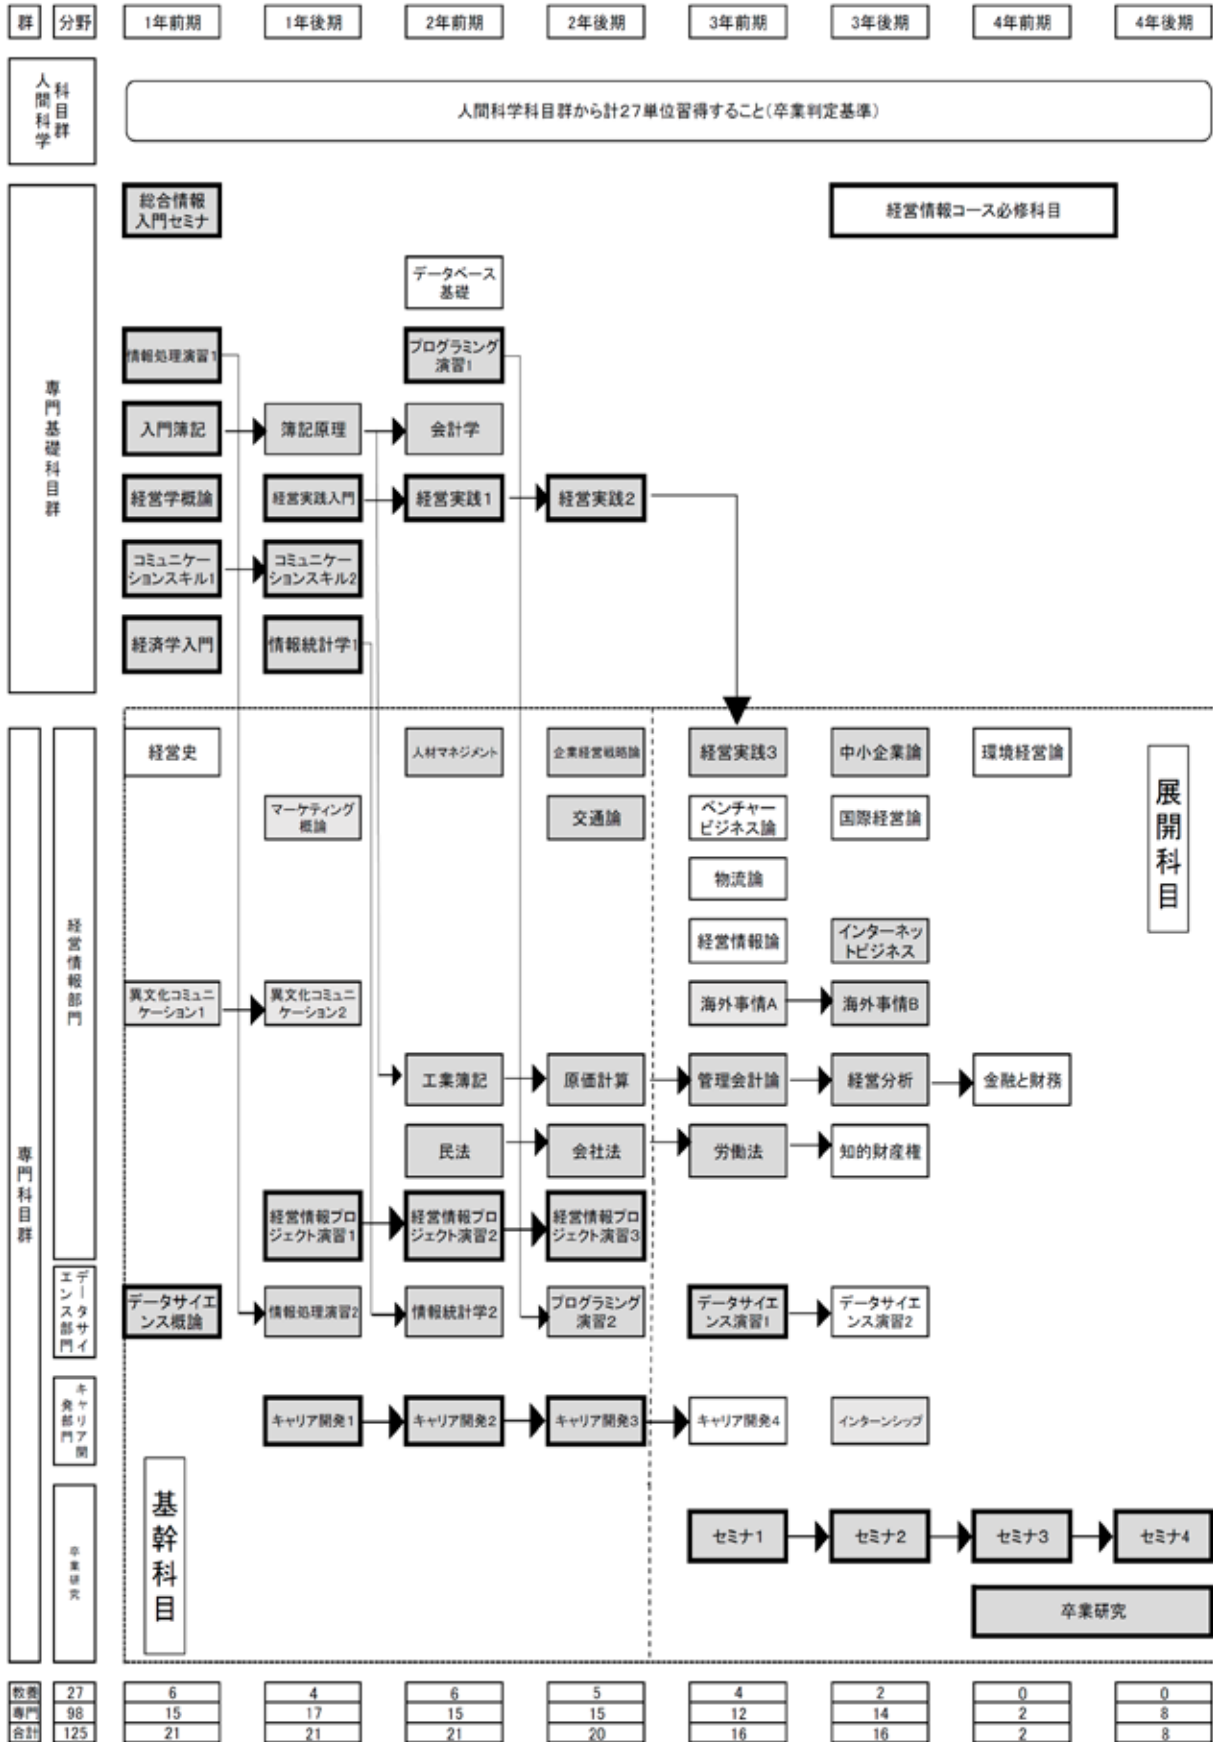 群 分野 1年前期 1年後期 2年前期 2年後期 3年前期 3年後期 4年前期 4年後期
人間科学
科目群
人間科学科目群から計27単位習得すること(卒業判定基準)
専門基礎科目群
総合情報
入門セミナ
経営情報コース必修科目
データベース
基礎
情報処理演習1
プログラミング
演習1
入門簿記 簿記原理 会計学
経営学概論 経営実践入門 経営実践1 経営実践2
コミュニケー
ションスキル1
コミュニケー
ションスキル2
経済学入門 情報統計学1
専門科目群
経営情報部門
経営史 人材マネジメント 企業経営戦略論 経営実践3 中小企業論 環境経営論
展開科目
マーケティング
概論
交通論
ベンチャー
ビジネス論
国際経営論
物流論
経営情報論
インターネッ
トビジネス
異文化コミュニ
ケーション1
異文化コミュニ
ケーション2
海外事情A 海外事情B
工業簿記 原価計算 管理会計論 経営分析 金融と財務
民法 会社法 労働法 知的財産権
経営情報プロ
ジェクト演習1
経営情報プロ
ジェクト演習2
経営情報プロ
ジェクト演習3
データサイ
エンス部門
データサイエ
ンス概論
情報処理演習2 情報統計学2
プログラミング
演習2
データサイエ
ンス演習1
データサイエ
ンス演習2
キャリア開
発部門
キャリア開発1 キャリア開発2 キャリア開発3 キャリア開発4 インターンシップ
基幹科目
卒業研究
セミナ1 セミナ2 セミナ3 セミナ4
卒業研究
教養 27 6 4 6 5 4 2 0 0
専門 98 15 17 15 15 12 14 2 8
合計 125 21 21 21 20 16 16 2 8